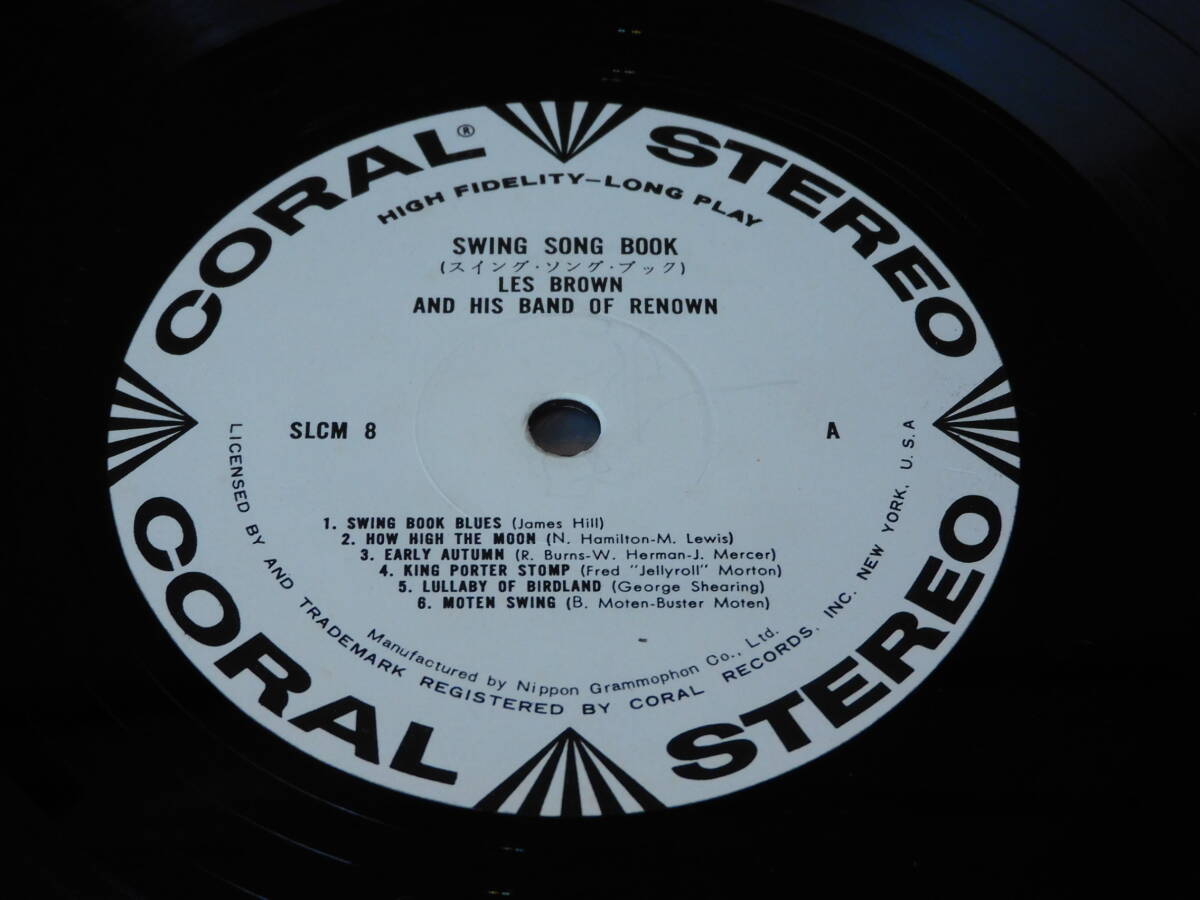 CORAL® STEREO
HIGH FIDELITY—LONG PLAY
SWING SONG BOOK
(スイング・ソング・ブック)
LES BROWN
AND HIS BAND OF RENOWN
SLCM 8
A
1. SWING BOOK BLUES (James Hill)
2. HOW HIGH THE MOON (N. Hamilton-M. Lewis)
3. EARLY AUTUMN (R. Burns-W. Herman-J. Mercer)
4. KING PORTER STOMP (Fred "Jellyroll" Morton)
5. LULLABY OF BIRDLAND (George Shearing)
6. MOTEN SWING (B. Moten-Buster Moten)
Manufactured by Nippon Grammophon Co., Ltd.
LICENSED BY AND TRADEMARK REGISTERED BY CORAL RECORDS. INC. NEW YORK, U.S.A
CORAL STEREO